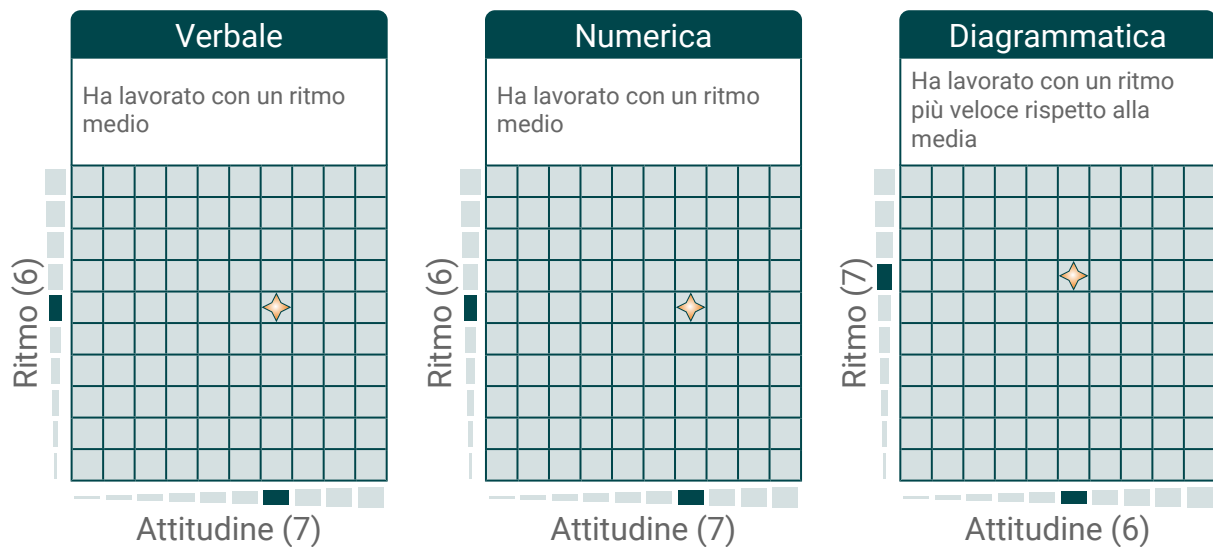 Verbale
Ha lavorato con un ritmo
medio
Ritmo (6)
Attitudine (7)
Numerica
Ha lavorato con un ritmo
medio
Ritmo (6)
Attitudine (7)
Diagrammatica
Ha lavorato con un ritmo
più veloce rispetto alla
media
Ritmo (7)
Attitudine (6)